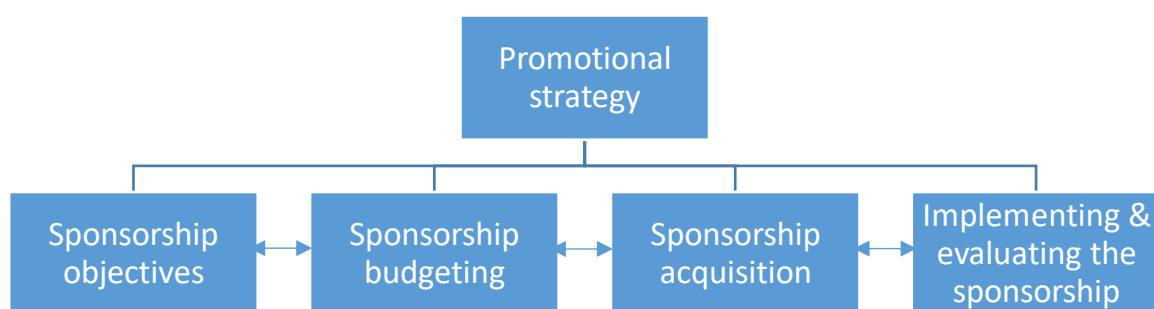 Promotional
strategy
Sponsorship
objectives
Sponsorship
budgeting
Sponsorship
acquisition
Implementing &
evaluating the
sponsorship